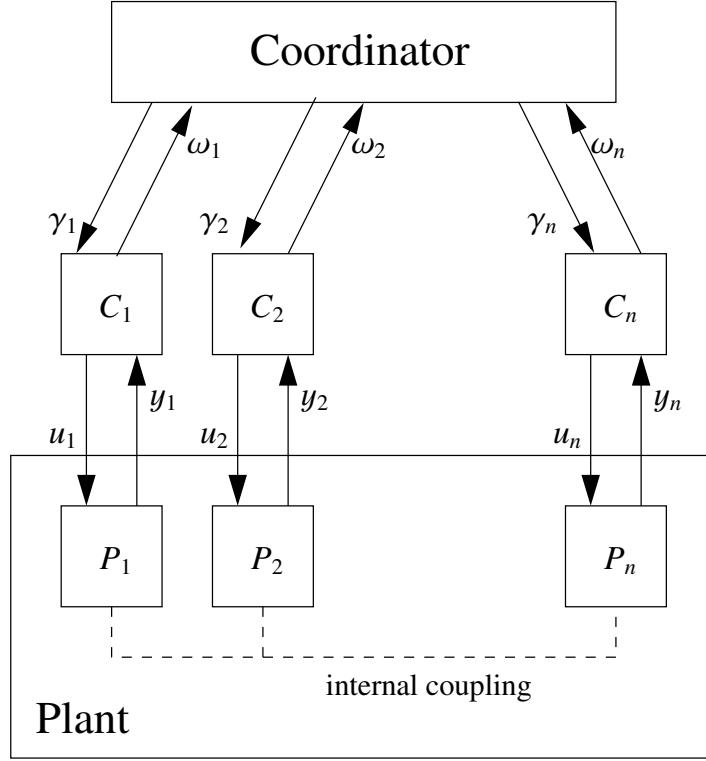 Coordinator
γ₁ ω₁ γ₂ ω₂ γₙ ωₙ
C₁ C₂ Cₙ
u₁ y₁ u₂ y₂ uₙ yₙ
P₁ P₂ Pₙ
internal coupling
Plant